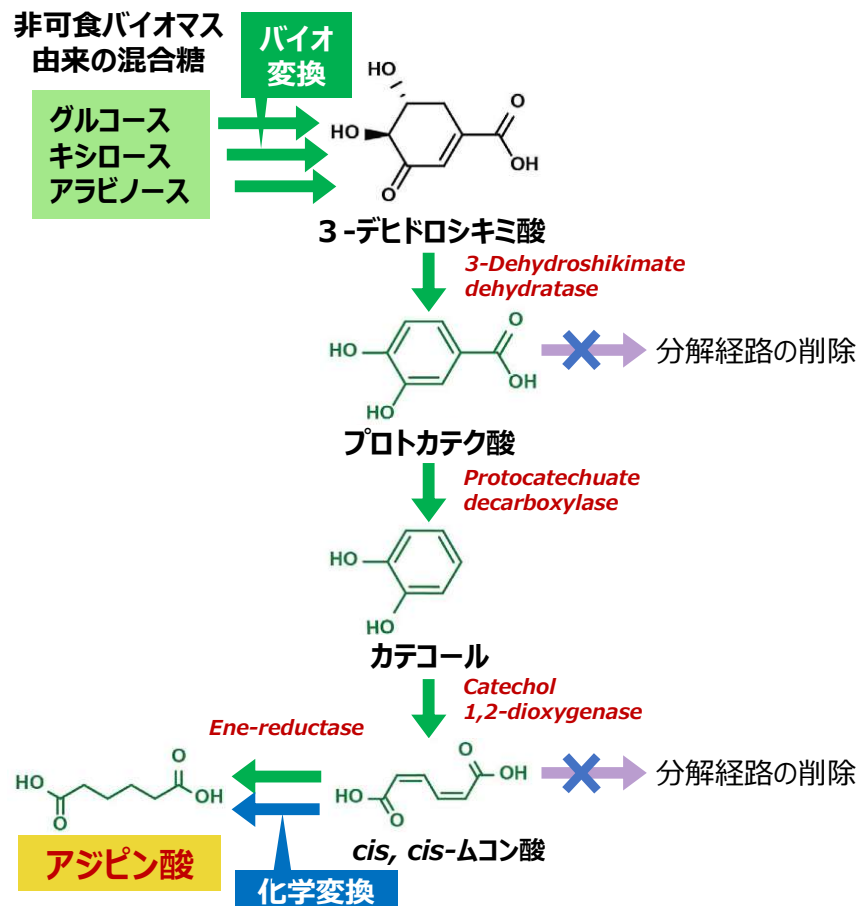 非可食バイオマス
由来の混合糖
バイオ
変換
グルコース
キシロース
アラビノース
HO
HO
O
O
OH
３-デヒドロシキミ酸
3-Dehydroshikimate
dehydratase
HO
HO
O
OH
分解経路の削除
プロトカテク酸
Protocatechuate
decarboxylase
HO
HO
カテコール
Catechol
1,2-dioxygenase
Ene-reductase
HO
O
O
OH
HO
O
O
OH
分解経路の削除
cis, cis-ムコン酸
アジピン酸
化学変換